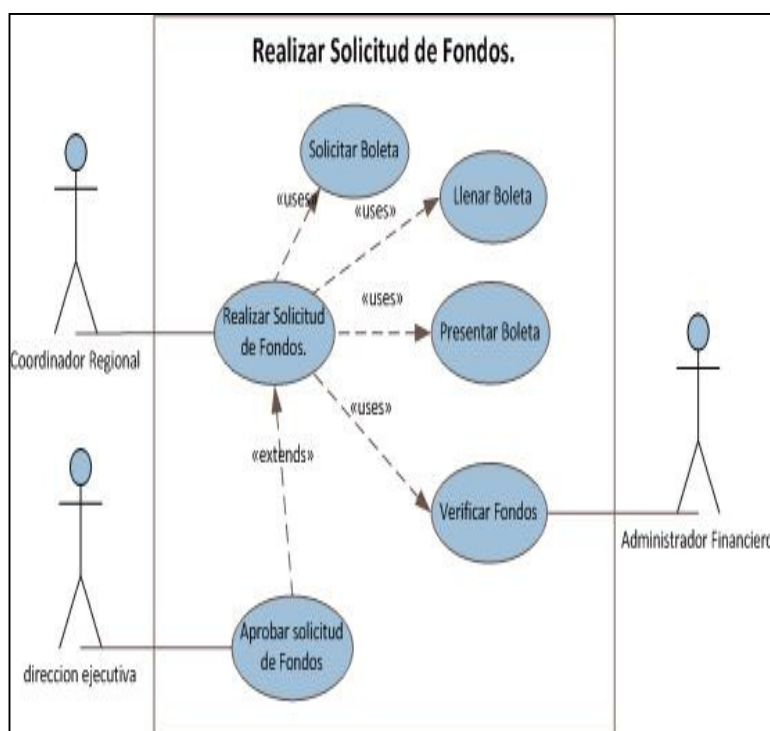 Realizar Solicitud de Fondos.
Solicitar Boleta
«uses»
«uses»
Llenar Boleta
Realizar Solicitud
de Fondos.
«uses»
Presentar Boleta
Coordinador Regional
«uses»
«extends»
Verificar Fondos
Administrador Financiero
Aprobar solicitud
de Fondos
direccion ejecutiva